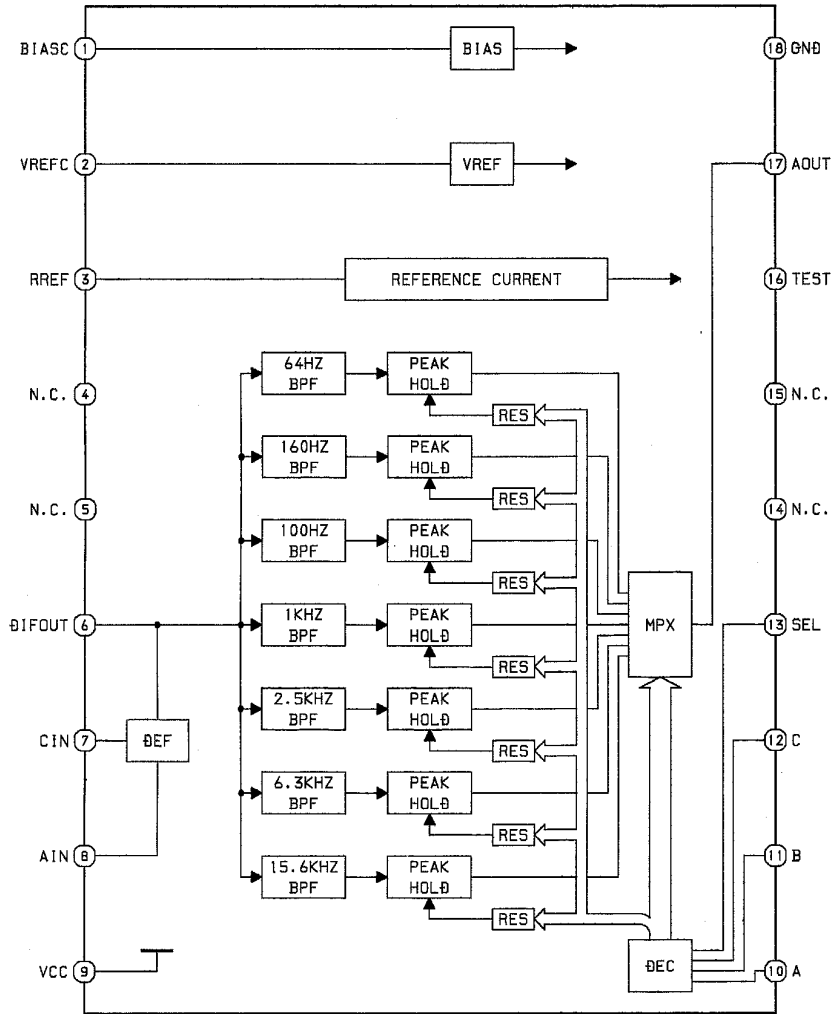 BIASC 1 BIAS 18 GND
VREFC 2 VREF 17 AOUT
RREF 3 REFERENCE CURRENT 16 TEST
64HZ BPF PEAK HOLD
N.C. 4 15 N.C.
RES
160HZ BPF PEAK HOLD
RES
N.C. 5 14 N.C.
100HZ BPF PEAK HOLD
RES
DIFOUT 6 1KHZ BPF PEAK HOLD MPX 13 SEL
RES
2.5KHZ BPF PEAK HOLD
CIN 7 DEF 12 C
RES
6.3KHZ BPF PEAK HOLD
RES
AIN 8 11 B
15.6KHZ BPF PEAK HOLD
RES
VCC 9 DEC 10 A